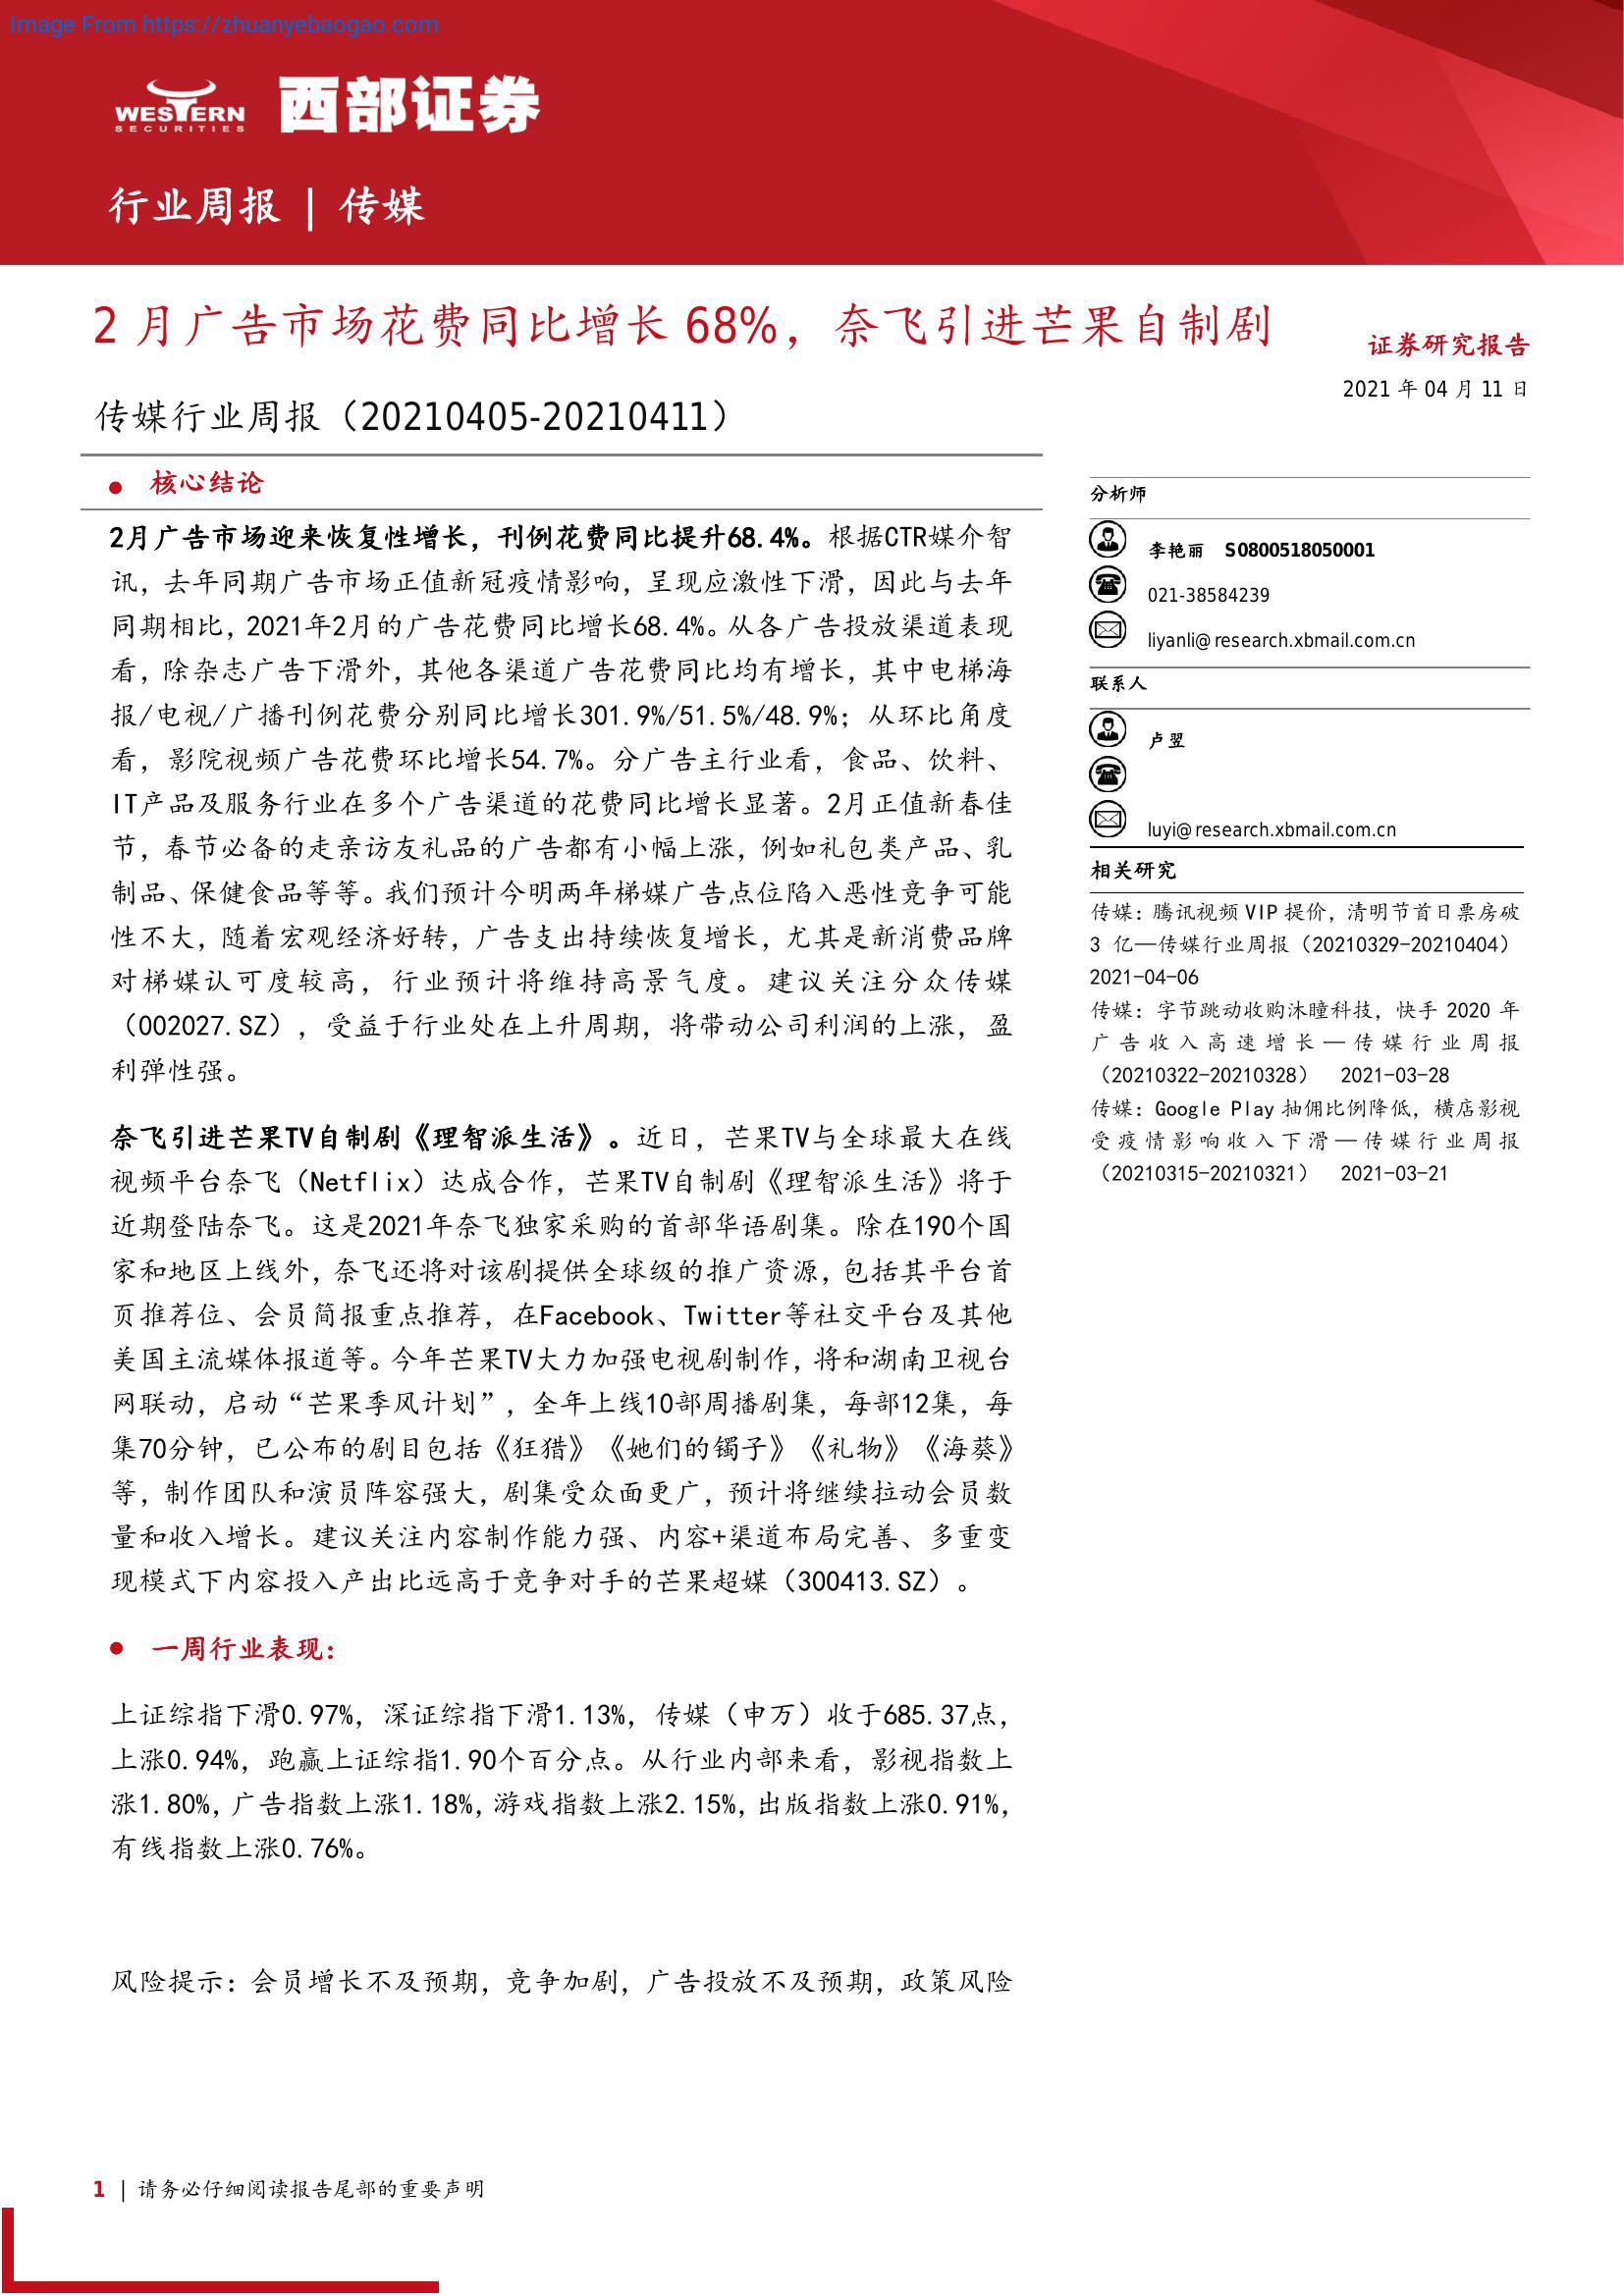 Image From https://zhuanyebaogao.com
WESTERN
SECURITIES
西部证券
行业周报 | 传媒
2 月广告市场花费同比增长 68%，奈飞引进芒果自制剧
传媒行业周报（20210405-20210411）
证券研究报告
2021 年 04 月 11 日
● 核心结论
2月广告市场迎来恢复性增长，刊例花费同比提升68.4%。根据CTR媒介智
讯，去年同期广告市场正值新冠疫情影响，呈现应激性下滑，因此与去年
同期相比，2021年2月的广告花费同比增长68.4%。从各广告投放渠道表现
看，除杂志广告下滑外，其他各渠道广告花费同比均有增长，其中电梯海
报/电视/广播刊例花费分别同比增长301.9%/51.5%/48.9%；从环比角度
看，影院视频广告花费环比增长54.7%。分广告主行业看，食品、饮料、
IT产品及服务行业在多个广告渠道的花费同比增长显著。2月正值新春佳
节，春节必备的走亲访友礼品的广告都有小幅上涨，例如礼包类产品、乳
制品、保健食品等等。我们预计今明两年梯媒广告点位陷入恶性竞争可能
性不大，随着宏观经济好转，广告支出持续恢复增长，尤其是新消费品牌
对梯媒认可度较高，行业预计将维持高景气度。建议关注分众传媒
（002027.SZ），受益于行业处在上升周期，将带动公司利润的上涨，盈
利弹性强。
奈飞引进芒果TV自制剧《理智派生活》。近日，芒果TV与全球最大在线
视频平台奈飞（Netflix）达成合作，芒果TV自制剧《理智派生活》将于
近期登陆奈飞。这是2021年奈飞独家采购的首部华语剧集。除在190个国
家和地区上线外，奈飞还将对该剧提供全球级的推广资源，包括其平台首
页推荐位、会员简报重点推荐，在Facebook、Twitter等社交平台及其他
美国主流媒体报道等。今年芒果TV大力加强电视剧制作，将和湖南卫视台
网联动，启动“芒果季风计划”，全年上线10部周播剧集，每部12集，每
集70分钟，已公布的剧目包括《狂猎》《她们的镯子》《礼物》《海葵》
等，制作团队和演员阵容强大，剧集受众面更广，预计将继续拉动会员数
量和收入增长。建议关注内容制作能力强、内容+渠道布局完善、多重变
现模式下内容投入产出比远高于竞争对手的芒果超媒（300413.SZ）。
● 一周行业表现：
上证综指下滑0.97%，深证综指下滑1.13%，传媒（申万）收于685.37点，
上涨0.94%，跑赢上证综指1.90个百分点。从行业内部来看，影视指数上
涨1.80%，广告指数上涨1.18%，游戏指数上涨2.15%，出版指数上涨0.91%，
有线指数上涨0.76%。
风险提示：会员增长不及预期，竞争加剧，广告投放不及预期，政策风险
分析师
李艳丽 S0800518050001
021-38584239
liyanli@research.xbmail.com.cn
联系人
卢翌
luyi@research.xbmail.com.cn
相关研究
传媒：腾讯视频 VIP 提价，清明节首日票房破
3 亿—传媒行业周报（20210329-20210404）
2021-04-06
传媒：字节跳动收购沐瞳科技，快手 2020 年
广告收入高速增长—传媒行业周报
（20210322-20210328） 2021-03-28
传媒：Google Play 抽佣比例降低，横店影视
受疫情影响收入下滑—传媒行业周报
（20210315-20210321） 2021-03-21
1 | 请务必仔细阅读报告尾部的重要声明